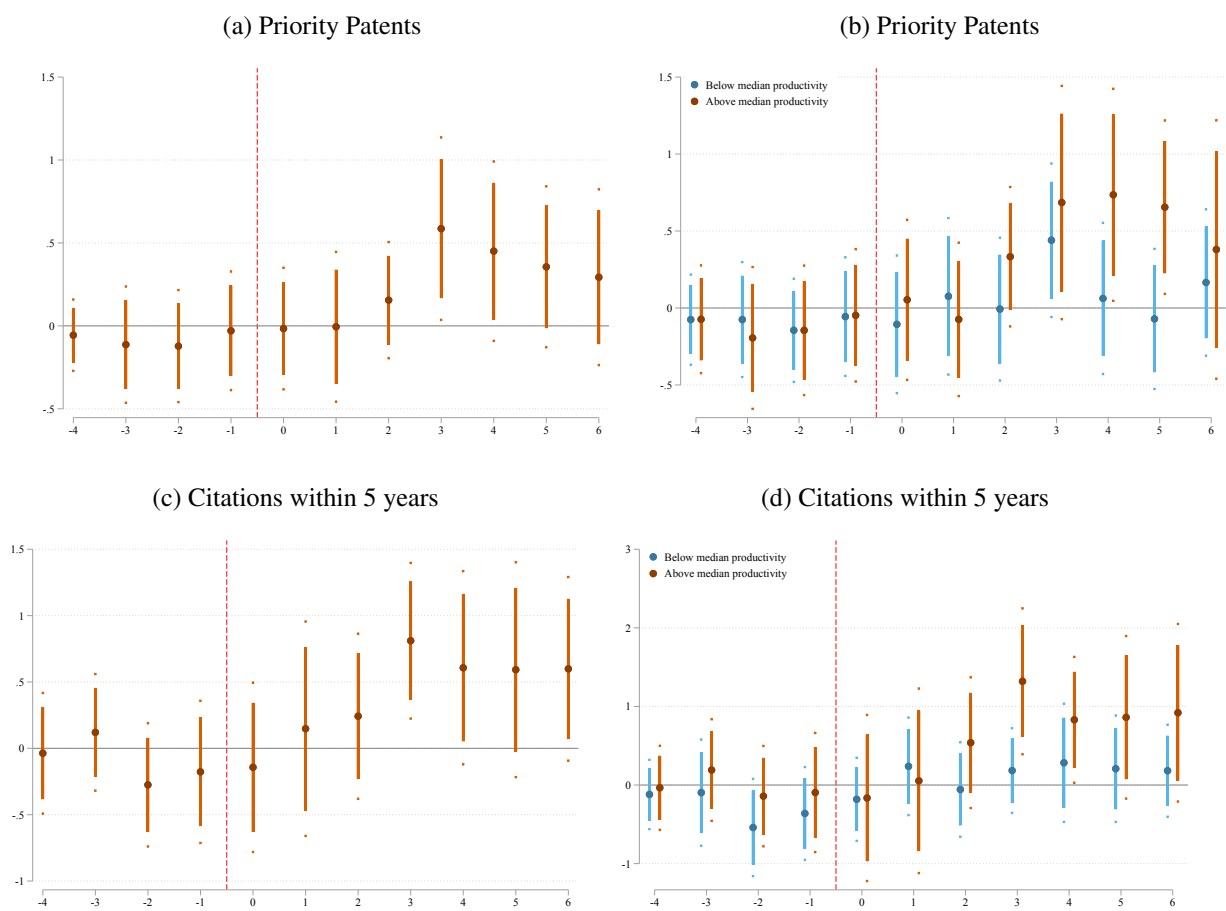 (a) Priority Patents
1.5
1
.5
0
-.5
-4 -3 -2 -1 0 1 2 3 4 5 6
(b) Priority Patents
Below median productivity
Above median productivity
1.5
1
.5
0
-.5
-4 -3 -2 -1 0 1 2 3 4 5 6
(c) Citations within 5 years
1.5
1
.5
0
-.5
-1
-4 -3 -2 -1 0 1 2 3 4 5 6
(d) Citations within 5 years
Below median productivity
Above median productivity
3
2
1
0
-1
-4 -3 -2 -1 0 1 2 3 4 5 6